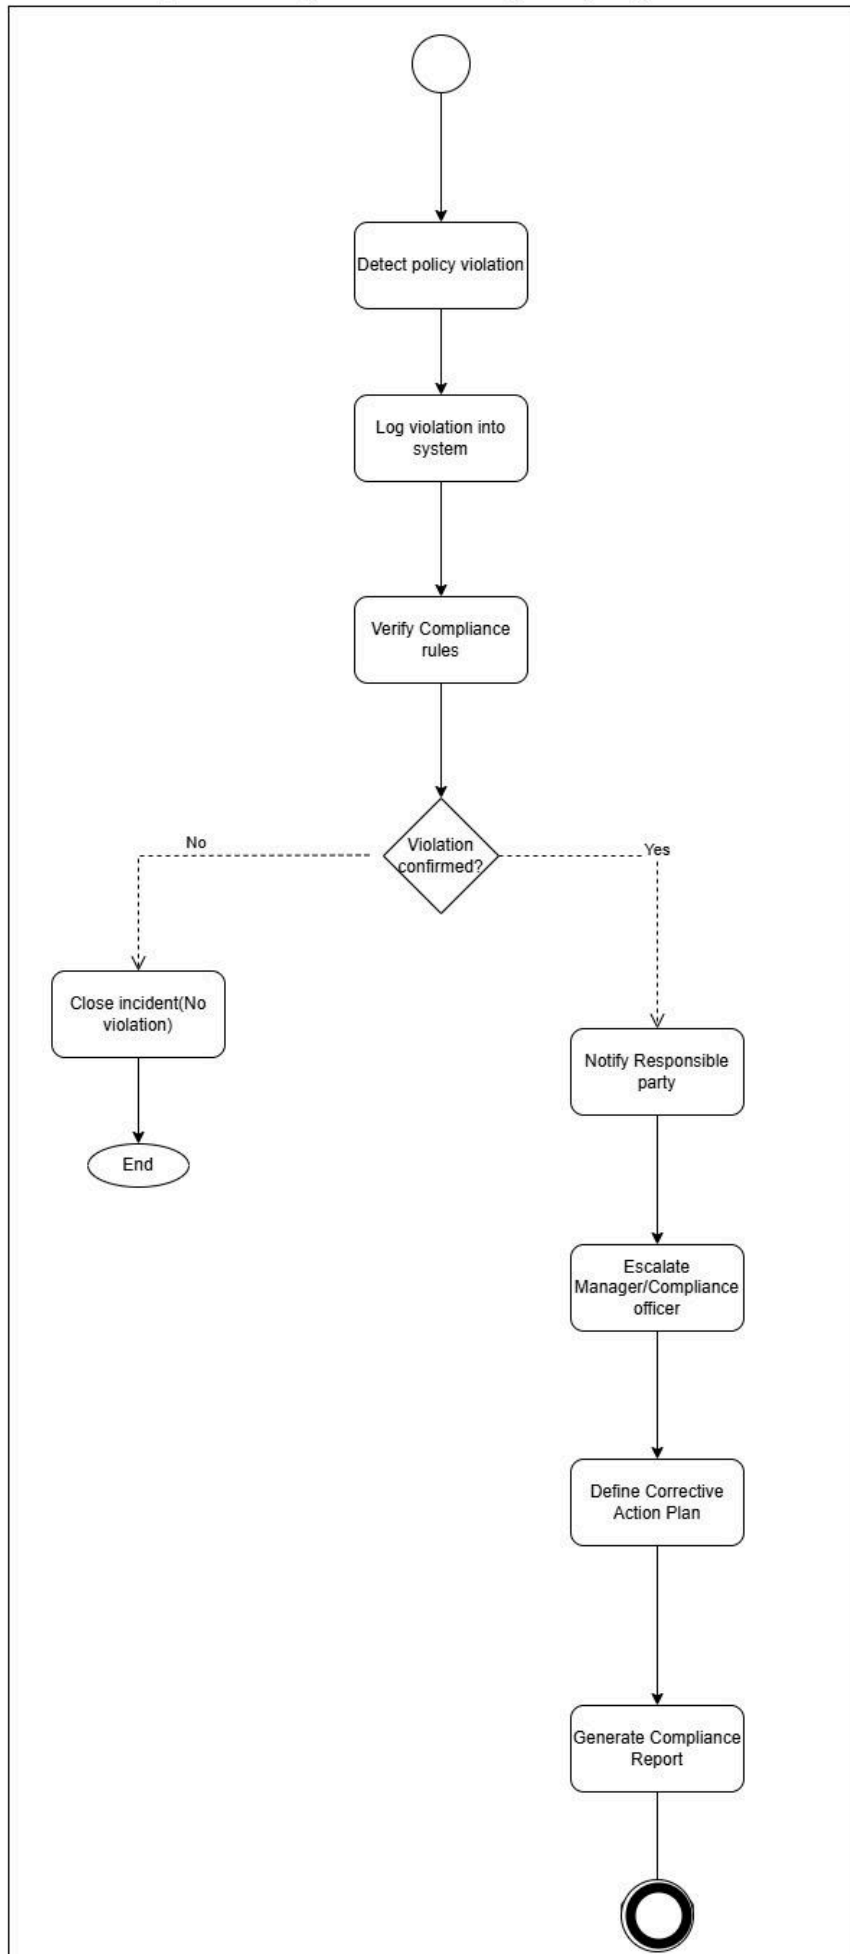 Detect policy violation
Log violation into
system
Verify Compliance
rules
Violation
confirmed?
No
Yes
Close incident(No
violation)
Notify Responsible
party
End
Escalate
Manager/Compliance
officer
Define Corrective
Action Plan
Generate Compliance
Report